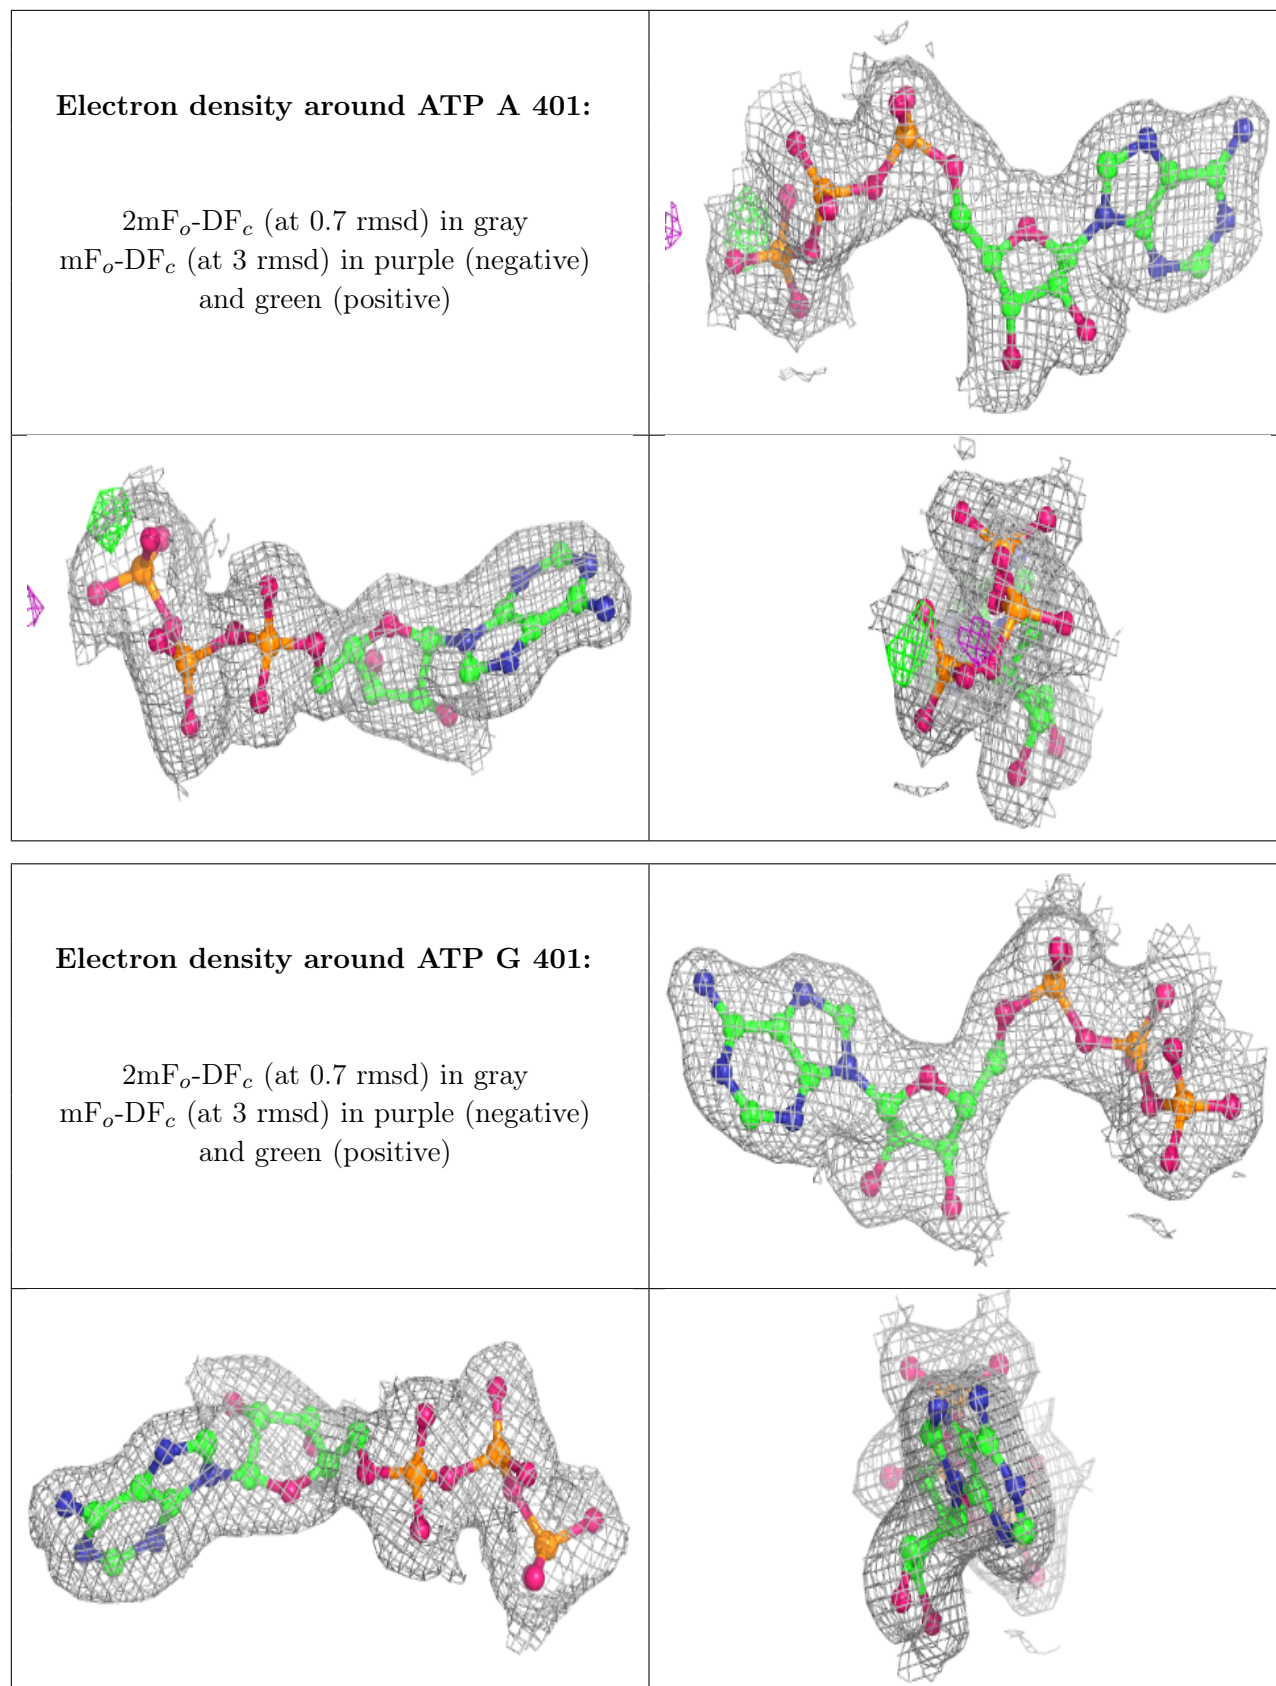 Electron density around ATP A 401:
2mFₒ-DF𝒸 (at 0.7 rmsd) in gray
mFₒ-DF𝒸 (at 3 rmsd) in purple (negative)
and green (positive)
Electron density around ATP G 401:
2mFₒ-DF𝒸 (at 0.7 rmsd) in gray
mFₒ-DF𝒸 (at 3 rmsd) in purple (negative)
and green (positive)